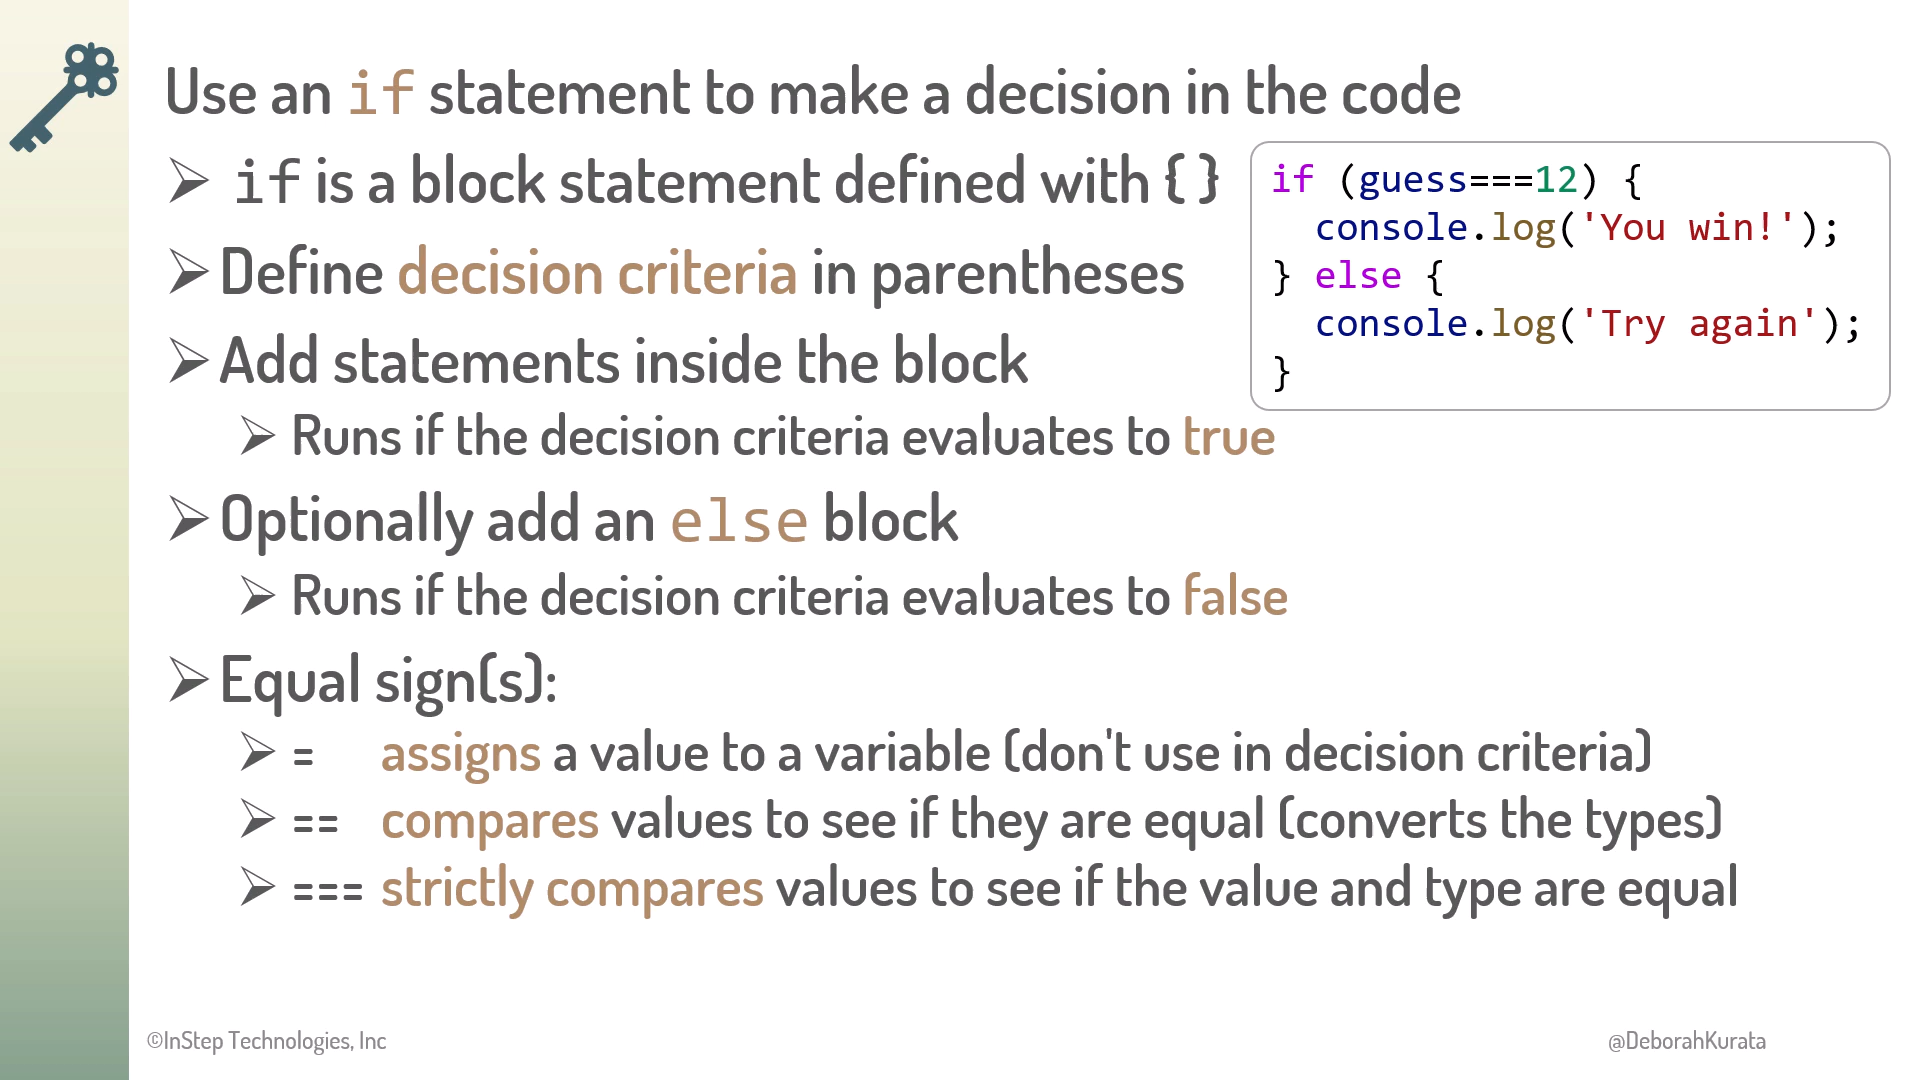 Use an if statement to make a decision in the code
if is a block statement defined with { }
Define decision criteria in parentheses
Add statements inside the block
Runs if the decision criteria evaluates to true
Optionally add an else block
Runs if the decision criteria evaluates to false
Equal sign(s):
= assigns a value to a variable (don't use in decision criteria)
== compares values to see if they are equal (converts the types)
=== strictly compares values to see if the value and type are equal
if (guess===12) {
  console.log('You win!');
} else {
  console.log('Try again');
}
©InStep Technologies, Inc
@DeborahKurata